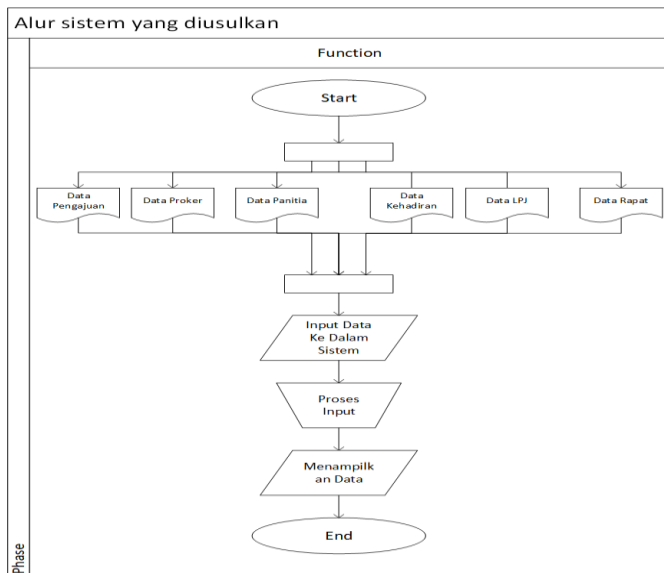 Alur sistem yang diusulkan
Function
Start
Data
Pengajuan
Data Proker
Data Panitia
Data
Kehadiran
Data LPJ
Data Rapat
Input Data
Ke Dalam
Sistem
Proses
Input
Menampilk
an Data
End
Phase